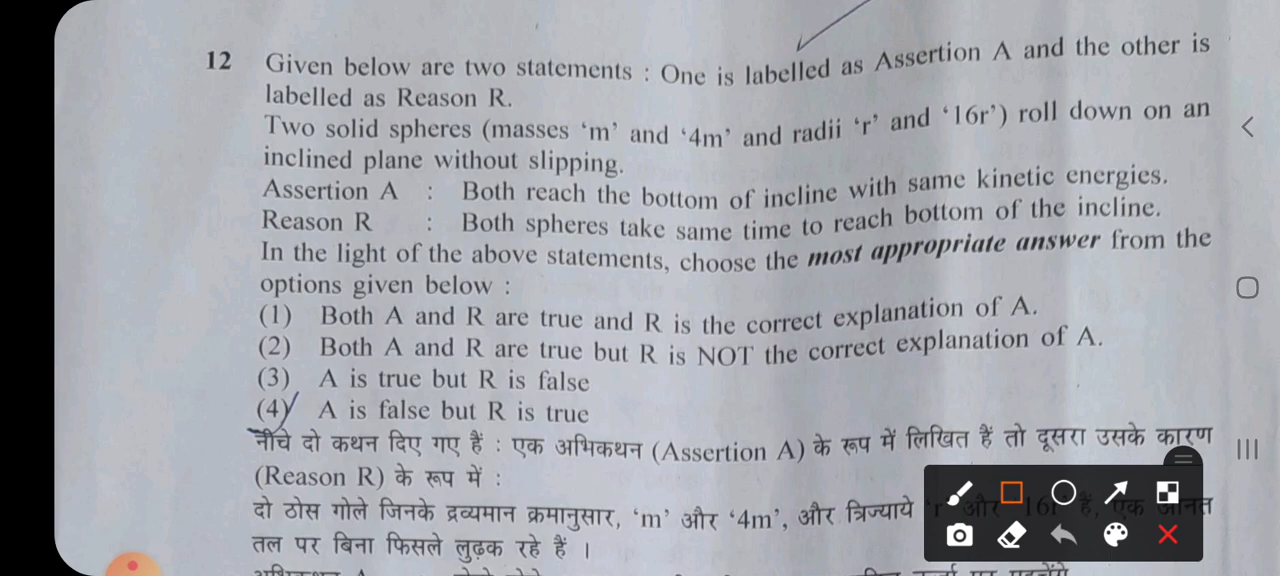 12 Given below are two statements : One is labelled as Assertion A and the other is
labelled as Reason R.
Two solid spheres (masses ‘m’ and ‘4m’ and radii ‘r’ and ‘16r’) roll down on an
inclined plane without slipping.
Assertion A : Both reach the bottom of incline with same kinetic energies.
Reason R : Both spheres take same time to reach bottom of the incline.
In the light of the above statements, choose the most appropriate answer from the
options given below :
(1) Both A and R are true and R is the correct explanation of A.
(2) Both A and R are true but R is NOT the correct explanation of A.
(3) A is true but R is false
(4) A is false but R is true
नीचे दो कथन दिए गए हैं : एक अभिकथन (Assertion A) के रूप में लिखित हैं तो दूसरा उसके कारण
(Reason R) के रूप में :
दो ठोस गोले जिनके द्रव्यमान क्रमानुसार, ‘m’ और ‘4m’, और त्रिज्याये ‘r’ और ‘16r’ हैं, एक आनत
तल पर बिना फिसले लुढ़क रहे हैं ।